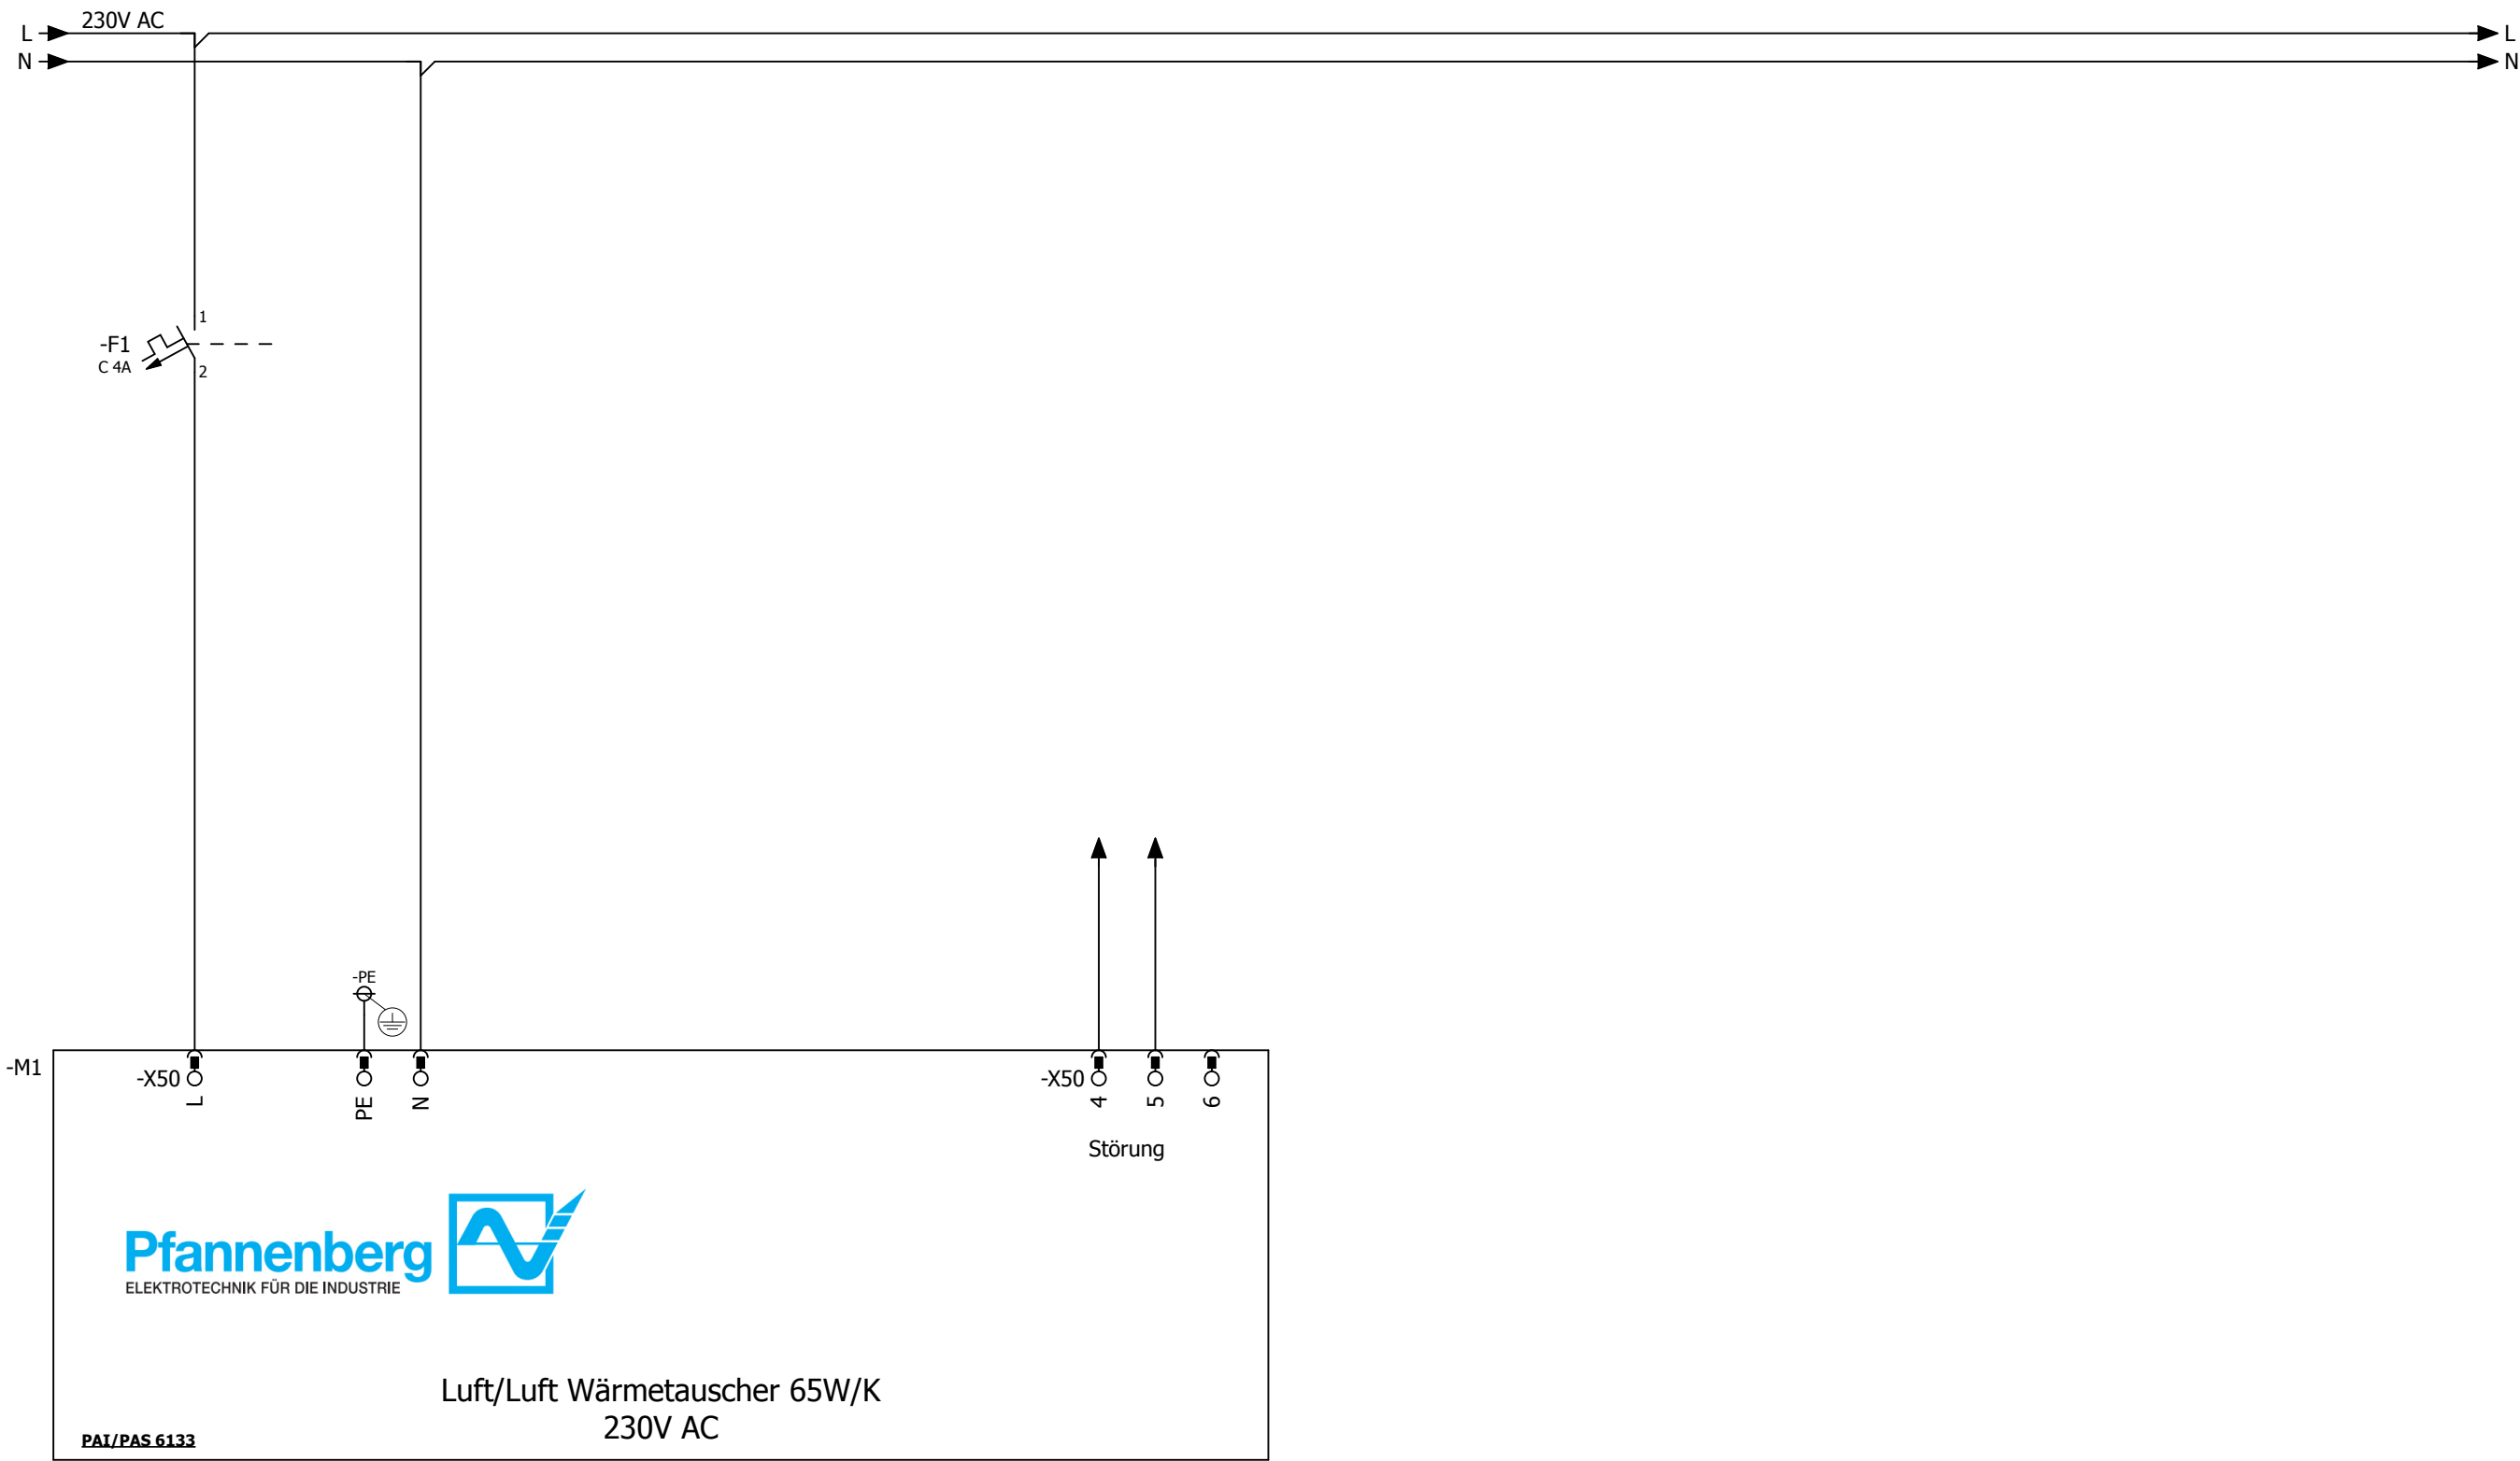 230V AC
L
L
N
N
1
-F1
C 4A
2
-PE
-M1
-X50
L
PE
N
-X50
4
5
6
Störung
Pfannenberg
ELEKTROTECHNIK FÜR DIE INDUSTRIE
Luft/Luft Wärmetauscher 65W/K
230V AC
PAI/PAS 6133